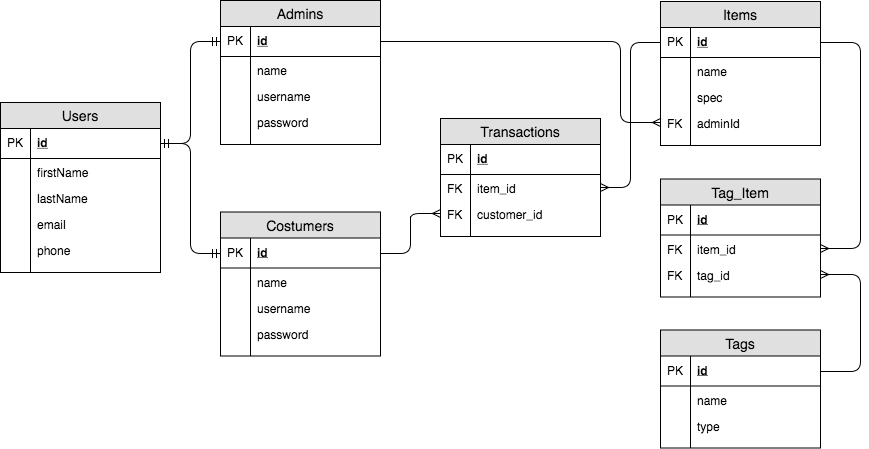 Users
PK id
firstName
lastName
email
phone
Admins
PK id
name
username
password
Costumers
PK id
name
username
password
Transactions
PK id
FK item_id
FK customer_id
Items
PK id
name
spec
FK adminId
Tag_Item
PK id
FK item_id
FK tag_id
Tags
PK id
name
type